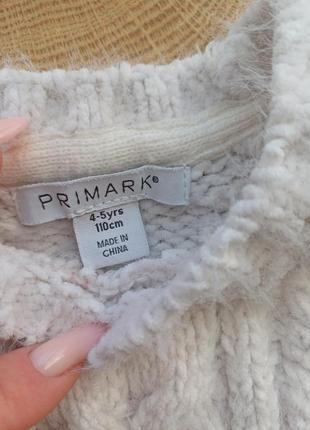 PRIMARK®
4-5yrs
110cm
MADE IN
CHINA